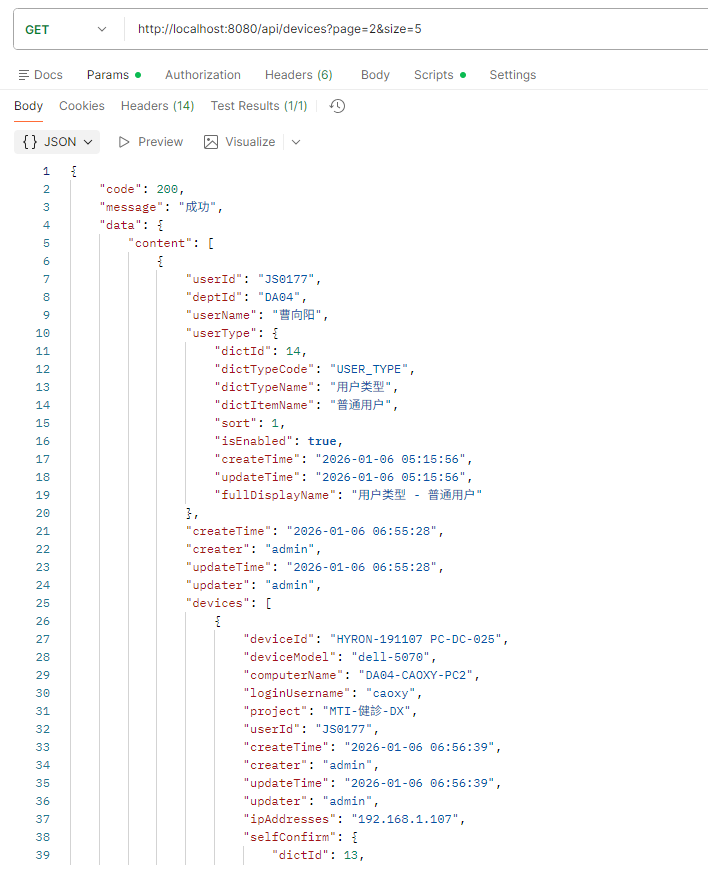 GET http://localhost:8080/api/devices?page=2&size=5
Docs Params Authorization Headers (6) Body Scripts Settings
Body Cookies Headers (14) Test Results (1/1)
{} JSON Preview Visualize
1 {
2 "code": 200,
3 "message": "成功",
4 "data": {
5 "content": [
6 {
7 "userId": "JS0177",
8 "deptId": "DA04",
9 "userName": "曹向阳",
10 "userType": {
11 "dictId": 14,
12 "dictTypeCode": "USER_TYPE",
13 "dictTypeName": "用户类型",
14 "dictItemName": "普通用户",
15 "sort": 1,
16 "isEnabled": true,
17 "createTime": "2026-01-06 05:15:56",
18 "updateTime": "2026-01-06 05:15:56",
19 "fullDisplayName": "用户类型 - 普通用户"
20 },
21 "createTime": "2026-01-06 06:55:28",
22 "creater": "admin",
23 "updateTime": "2026-01-06 06:55:28",
24 "updater": "admin",
25 "devices": [
26 {
27 "deviceId": "HYRON-191107 PC-DC-025",
28 "deviceModel": "dell-5070",
29 "computerName": "DA04-CAOXY-PC2",
30 "loginUsername": "caoxy",
31 "project": "MTI-健診-DX",
32 "userId": "JS0177",
33 "createTime": "2026-01-06 06:56:39",
34 "creater": "admin",
35 "updateTime": "2026-01-06 06:56:39",
36 "updater": "admin",
37 "ipAddresses": "192.168.1.107",
38 "selfConfirm": {
39 "dictId": 13,